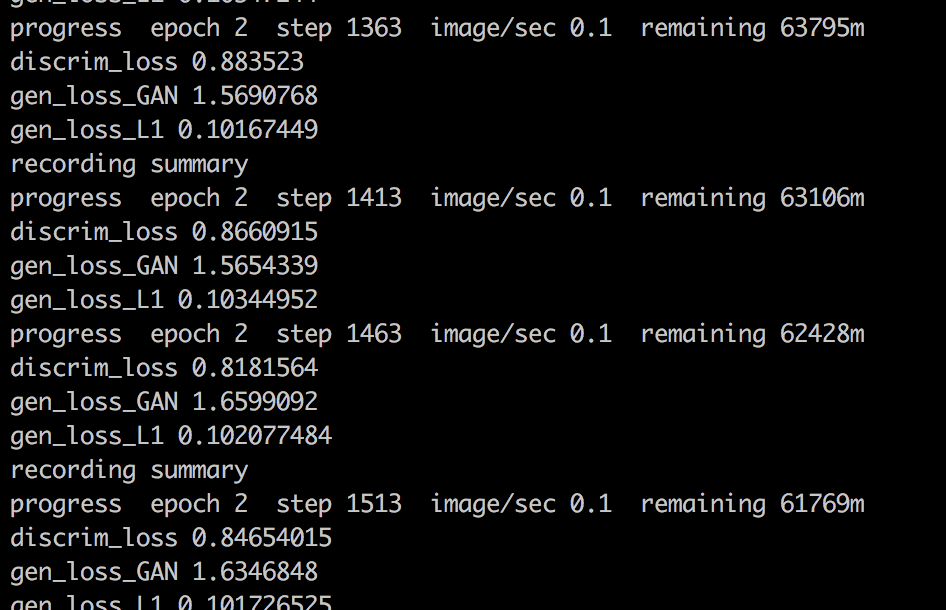 progress  epoch 2  step 1363  image/sec 0.1  remaining 63795m
discrim_loss 0.883523
gen_loss_GAN 1.5690768
gen_loss_L1 0.10167449
recording summary
progress  epoch 2  step 1413  image/sec 0.1  remaining 63106m
discrim_loss 0.8660915
gen_loss_GAN 1.5654339
gen_loss_L1 0.10344952
progress  epoch 2  step 1463  image/sec 0.1  remaining 62428m
discrim_loss 0.8181564
gen_loss_GAN 1.6599092
gen_loss_L1 0.102077484
recording summary
progress  epoch 2  step 1513  image/sec 0.1  remaining 61769m
discrim_loss 0.84654015
gen_loss_GAN 1.6346848
gen_loss_L1 0.101726525